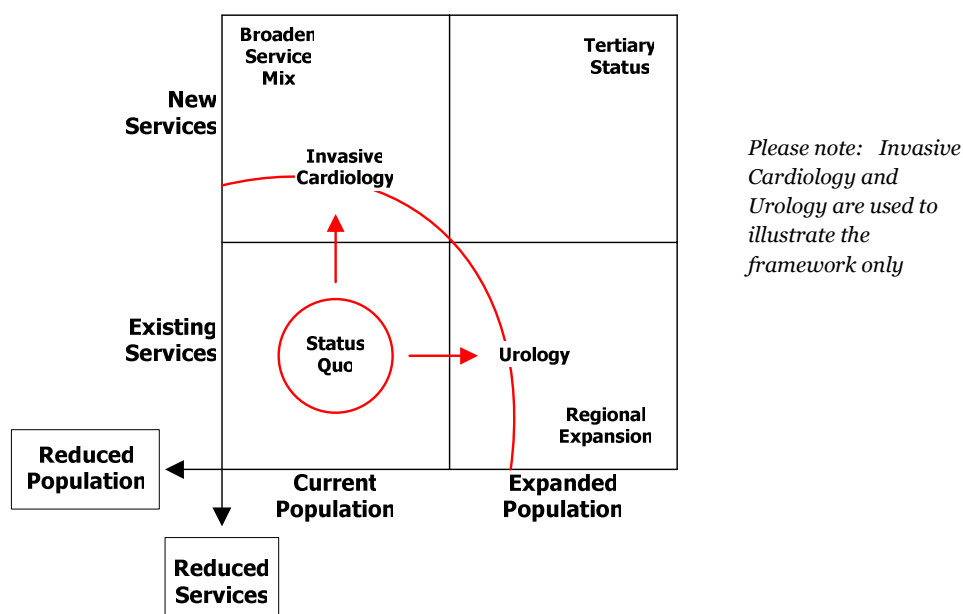 Broaden
Service
Mix
Tertiary
Status
New
Services
Invasive
Cardiology
Please note: Invasive
Cardiology and
Urology are used to
illustrate the
framework only
Existing
Services
Status
Quo
Urology
Regional
Expansion
Reduced
Population
Current
Population
Expanded
Population
Reduced
Services